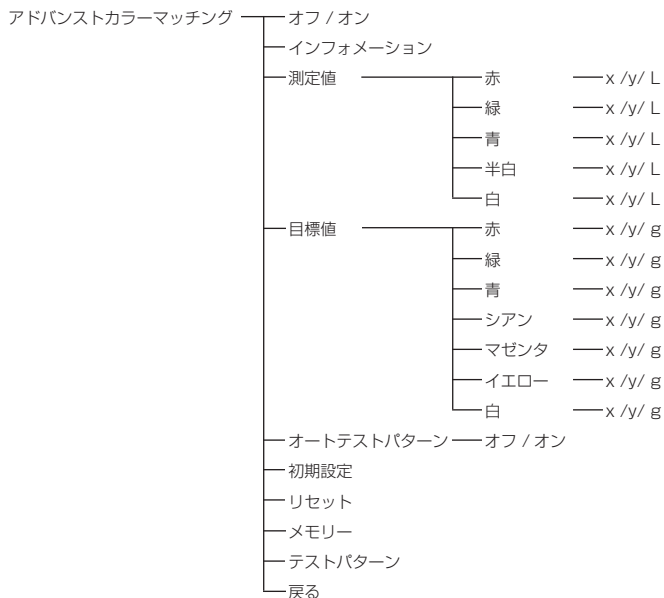 アドバンストカラーマッチング オフ / オン
インフォメーション
測定値 赤 x /y/ L
緑 x /y/ L
青 x /y/ L
半白 x /y/ L
白 x /y/ L
目標値 赤 x /y/ g
緑 x /y/ g
青 x /y/ g
シアン x /y/ g
マゼンタ x /y/ g
イエロー x /y/ g
白 x /y/ g
オートテストパターン オフ / オン
初期設定
リセット
メモリー
テストパターン
戻る